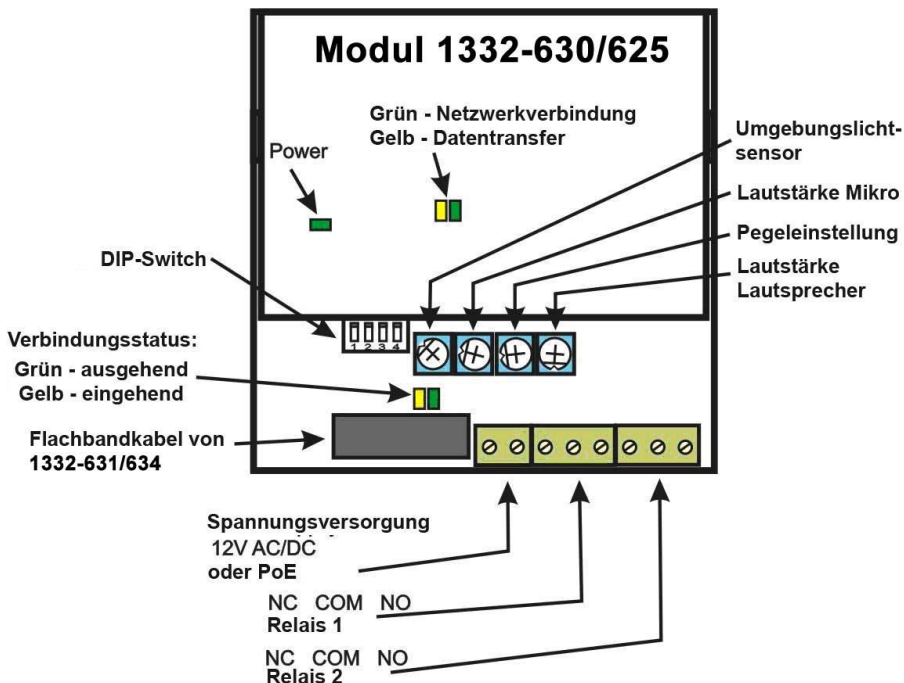 Modul 1332-630/625
Grün - Netzwerkverbindung
Gelb - Datentransfer
Power
Umgebungslicht-
sensor
Lautstärke Mikro
Pegeleinstellung
Lautstärke
Lautsprecher
DIP-Switch
1 2 3 4
Verbindungsstatus:
Grün - ausgehend
Gelb - eingehend
Flachbandkabel von
1332-631/634
Spannungsversorgung
12V AC/DC
oder PoE
NC COM NO
Relais 1
NC COM NO
Relais 2